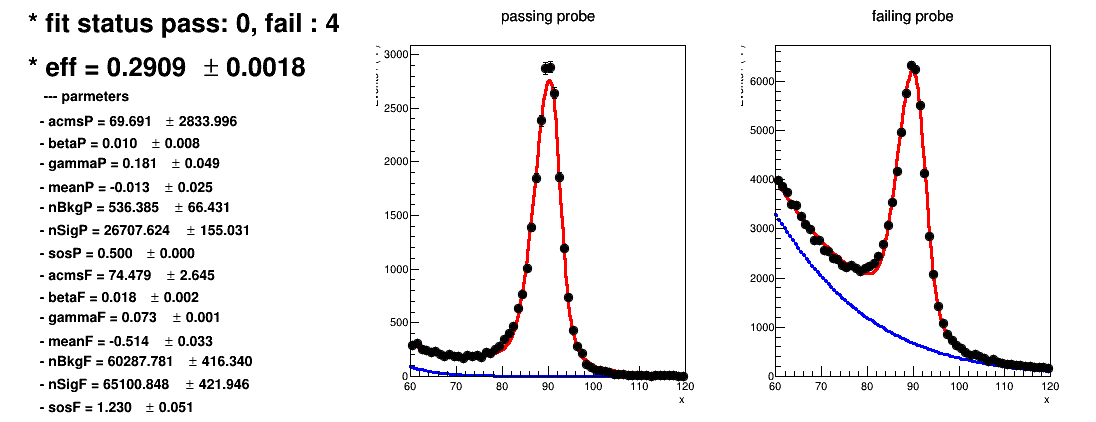 * fit status pass: 0, fail : 4
* eff = 0.2909 ± 0.0018
--- parmeters
- acmsP = 69.691 ± 2833.996
- betaP = 0.010 ± 0.008
- gammaP = 0.181 ± 0.049
- meanP = -0.013 ± 0.025
- nBkgP = 536.385 ± 66.431
- nSigP = 26707.624 ± 155.031
- sosP = 0.500 ± 0.000
- acmsF = 74.479 ± 2.645
- betaF = 0.018 ± 0.002
- gammaF = 0.073 ± 0.001
- meanF = -0.514 ± 0.033
- nBkgF = 60287.781 ± 416.340
- nSigF = 65100.848 ± 421.946
- sosF = 1.230 ± 0.051
passing probe
3000
2500
2000
1500
1000
500
0
60 70 80 90 100 110 120
x
failing probe
6000
5000
4000
3000
2000
1000
0
60 70 80 90 100 110 120
x